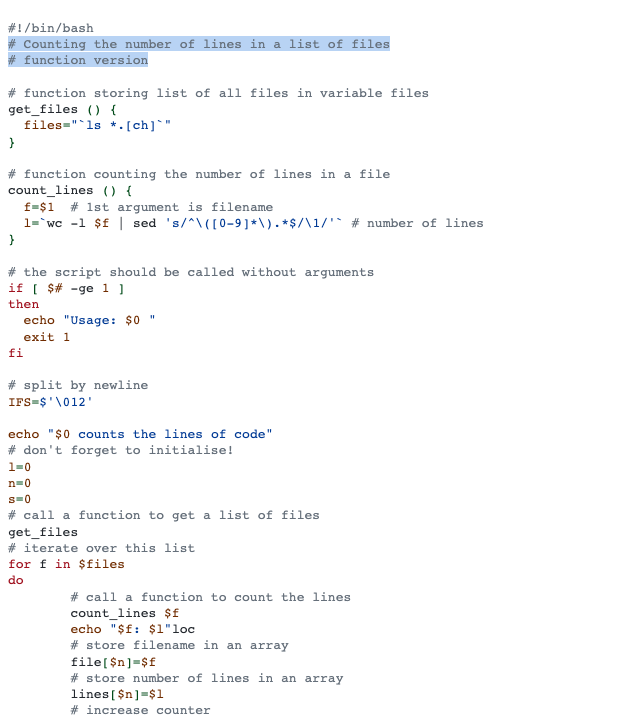 #!/bin/bash
# Counting the number of lines in a list of files
# function version
# function storing list of all files in variable files
get_files () {
files="`ls *.[ch]`"
}
# function counting the number of lines in a file
count_lines () {
f=$1 # 1st argument is filename
l=`wc -l $f | sed 's/^\([0-9]*\).*$/\1/'` # number of lines
}
# the script should be called without arguments
if [ $# -ge 1 ]
then
echo "Usage: $0 "
exit 1
fi
# split by newline
IFS=$'\012'
echo "$0 counts the lines of code"
# don't forget to initialise!
l=0
n=0
s=0
# call a function to get a list of files
get_files
# iterate over this list
for f in $files
do
# call a function to count the lines
count_lines $f
echo "$f: $l"loc
# store filename in an array
file[$n]=$f
# store number of lines in an array
lines[$n]=$l
# increase counter